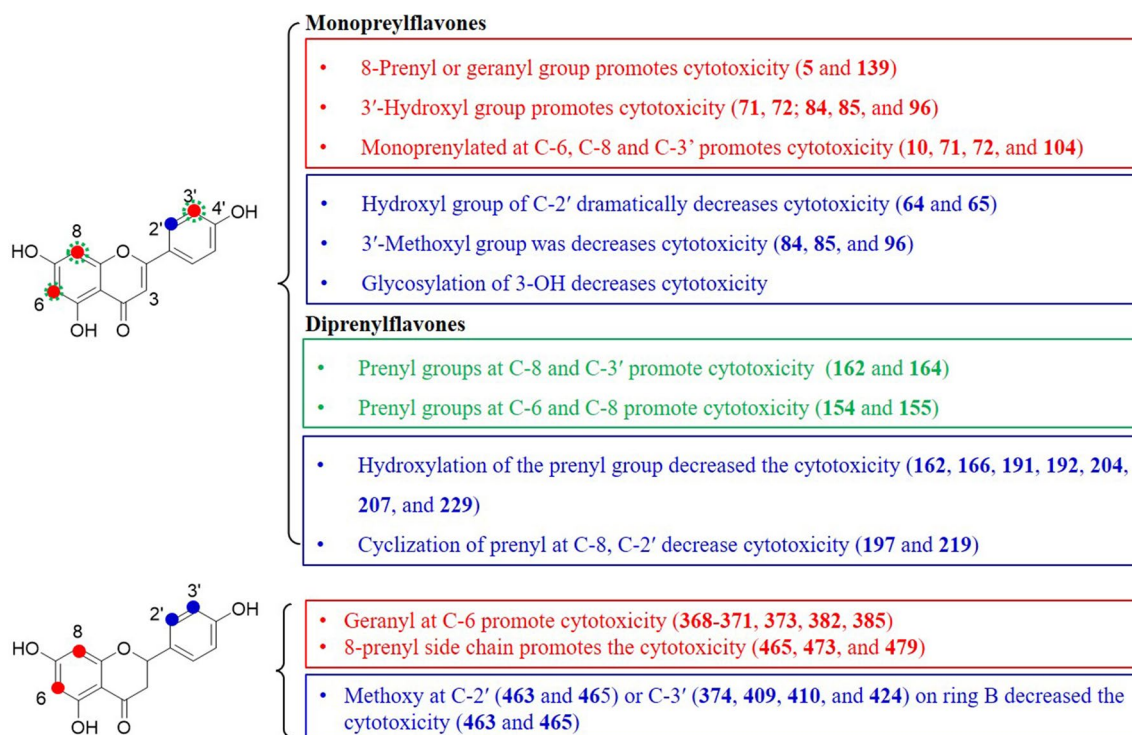 Monopreylflavones
• 8-Prenyl or geranyl group promotes cytotoxicity (5 and 139)
• 3′-Hydroxyl group promotes cytotoxicity (71, 72; 84, 85, and 96)
• Monoprenylated at C-6, C-8 and C-3’ promotes cytotoxicity (10, 71, 72, and 104)
• Hydroxyl group of C-2′ dramatically decreases cytotoxicity (64 and 65)
• 3′-Methoxyl group was decreases cytotoxicity (84, 85, and 96)
• Glycosylation of 3-OH decreases cytotoxicity
3'
4'
OH
2'
8
HO
O
6
3
OH
O
Diprenylflavones
• Prenyl groups at C-8 and C-3′ promote cytotoxicity (162 and 164)
• Prenyl groups at C-6 and C-8 promote cytotoxicity (154 and 155)
• Hydroxylation of the prenyl group decreased the cytotoxicity (162, 166, 191, 192, 204,
207, and 229)
• Cyclization of prenyl at C-8, C-2′ decrease cytotoxicity (197 and 219)
3'
2'
OH
8
HO
O
6
OH
O
• Geranyl at C-6 promote cytotoxicity (368-371, 373, 382, 385)
• 8-prenyl side chain promotes the cytotoxicity (465, 473, and 479)
• Methoxy at C-2′ (463 and 465) or C-3′ (374, 409, 410, and 424) on ring B decreased the
cytotoxicity (463 and 465)